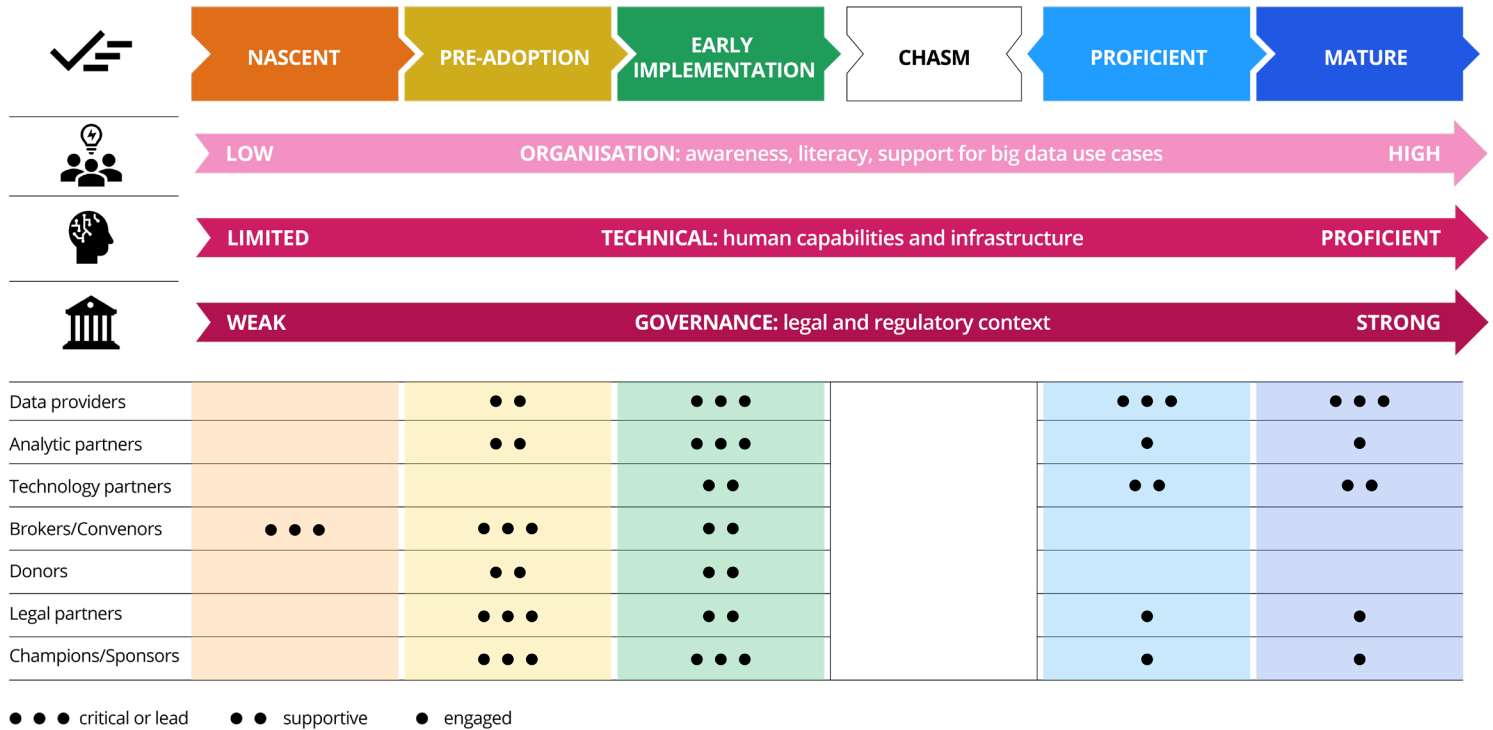 NASCENT
PRE-ADOPTION
EARLY
IMPLEMENTATION
CHASM
PROFICIENT
MATURE
LOW
ORGANISATION: awareness, literacy, support for big data use cases
HIGH
LIMITED
TECHNICAL: human capabilities and infrastructure
PROFICIENT
WEAK
GOVERNANCE: legal and regulatory context
STRONG
Data providers
Analytic partners
Technology partners
Brokers/Convenors
Donors
Legal partners
Champions/Sponsors
critical or lead
supportive
engaged